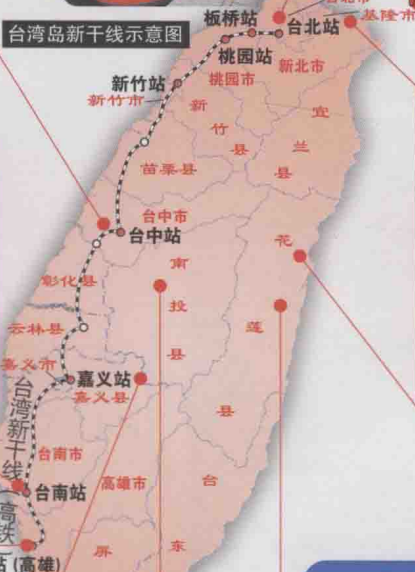 台湾岛新干线示意图
板桥站
台北站
基隆市
桃园站
桃园市
新北市
新竹站
新竹市
新竹县
宜兰县
苗栗县
台中市
台中站
花莲县
南投县
彰化县
云林县
嘉义市
嘉义站
嘉义县
台湾新干线
台南市
台南站
高雄市
高铁
站(高雄)
屏
台东